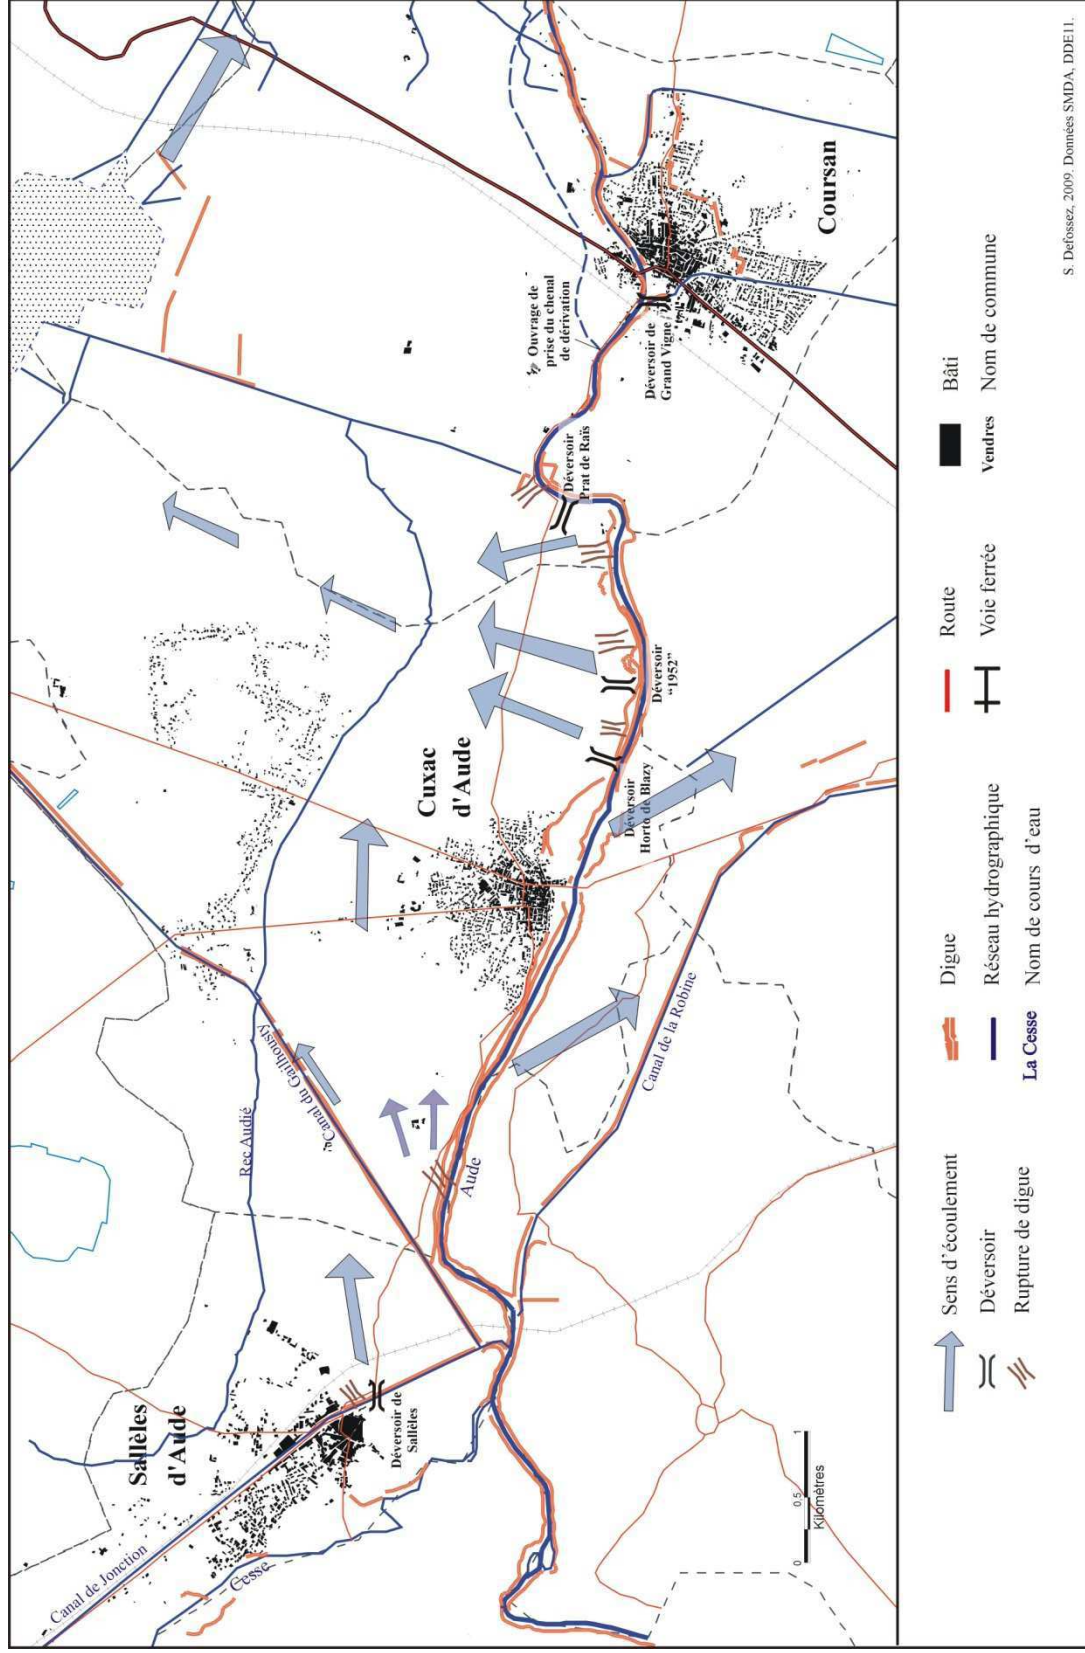 Sallèles
d'Aude
Cuxac
d'Aude
Coursan
Canal de Jonction
Cesse
Déversoir de
Sallèles
Rec Audié
Canal du Gailhousty
Aude
Canal de la Robine
Déversoir
Horto de Blazy
Déversoir
“1952”
Déversoir
Prat de Raïs
Ouvrage de
prise du chenal
de dérivation
Déversoir de
Grand Vigne
0 0.5 1
Kilomètres
Sens d'écoulement
Déversoir
Rupture de digue
Digue
Réseau hydrographique
La Cesse Nom de cours d'eau
Route
Voie ferrée
Bâti
Vendres Nom de commune
S. Defossez, 2009. Données SMDA, DDE11.